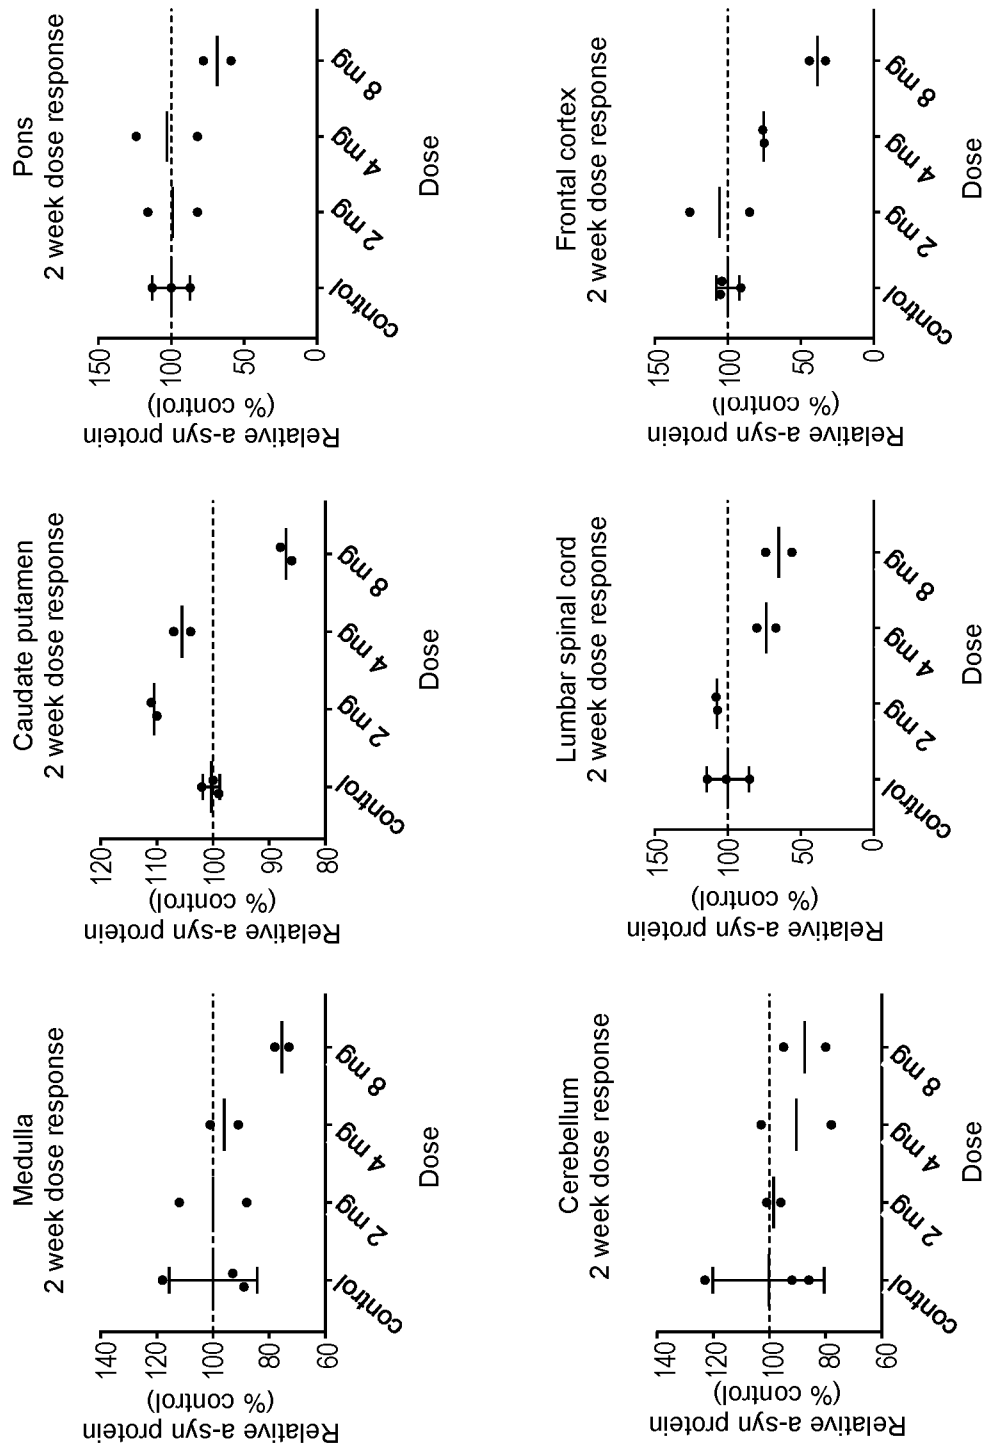 Medulla
2 week dose response
Relative a-syn protein
(% control)
140
120
100
80
60
control
2 mg
4 mg
8 mg
Dose
Caudate putamen
2 week dose response
Relative a-syn protein
(% control)
120
110
100
90
80
control
2 mg
4 mg
8 mg
Dose
Pons
2 week dose response
Relative a-syn protein
(% control)
150
100
50
0
control
2 mg
4 mg
8 mg
Dose
Cerebellum
2 week dose response
Relative a-syn protein
(% control)
140
120
100
80
60
control
2 mg
4 mg
8 mg
Dose
Lumbar spinal cord
2 week dose response
Relative a-syn protein
(% control)
150
100
50
0
control
2 mg
4 mg
8 mg
Dose
Frontal cortex
2 week dose response
Relative a-syn protein
(% control)
150
100
50
0
control
2 mg
4 mg
8 mg
Dose